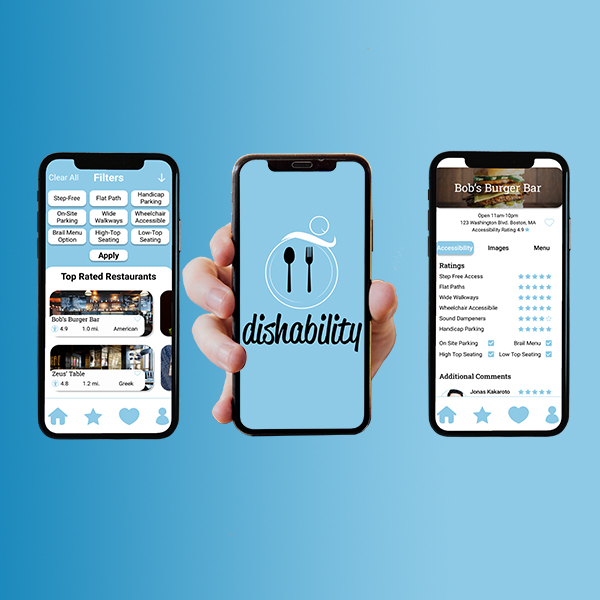 Clear All Filters
Step-Free Flat Path Handicap Parking
On-Site Parking Wide Walkways Wheelchair Accessible
Brail Menu Option High-Top Seating Low-Top Seating
Apply
Top Rated Restaurants
Bob's Burger Bar
4.9 1.0 mi. American
Zeus' Table
4.8 1.2 mi. Greek
dishability
Bob's Burger Bar
Open 11am-10pm
123 Washington Blvd. Boston, MA
Accessibility Rating 4.9
Accessibility Images Menu
Ratings
Step Free Access
Flat Paths
Wide Walkways
Wheelchair Accessibile
Sound Dampeners
Handicap Parking
On Site Parking Brail Menu
High Top Seating Low Top Seating
Additional Comments
Jonas Kakaroto